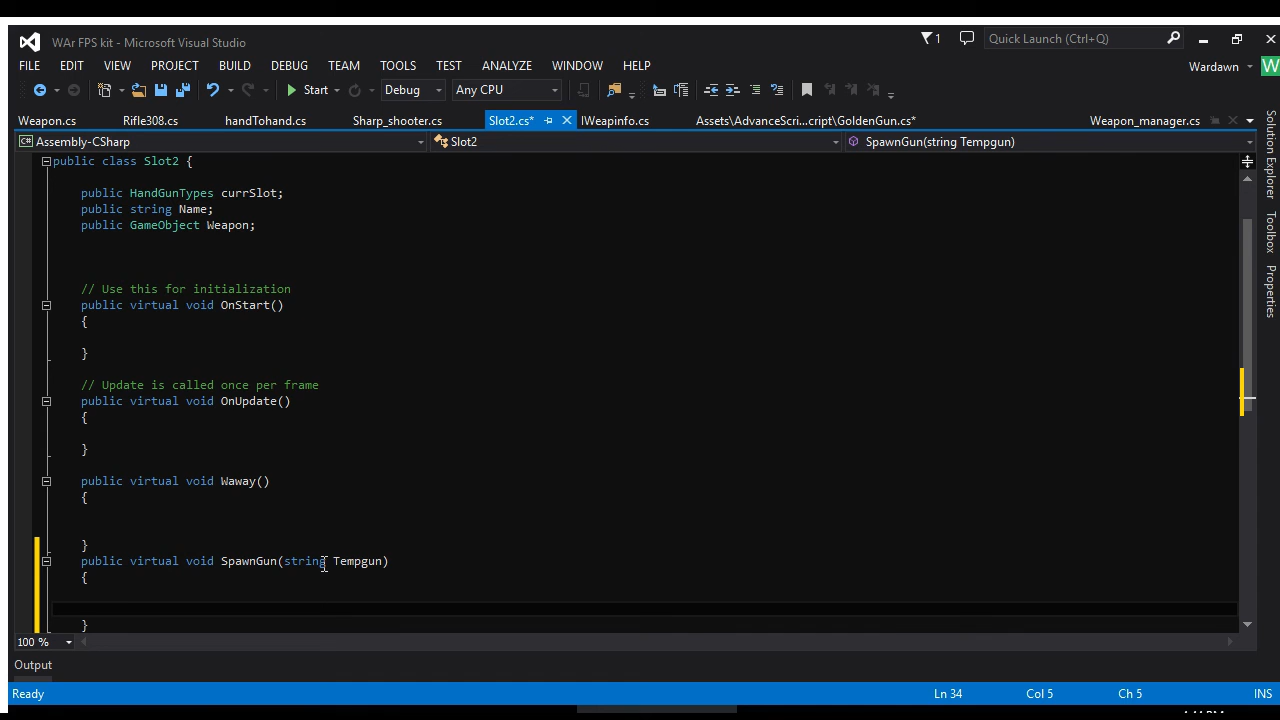 WAr FPS kit - Microsoft Visual Studio
1
Quick Launch (Ctrl+Q)
FILE EDIT VIEW PROJECT BUILD DEBUG TEAM TOOLS TEST ANALYZE WINDOW HELP
Wardawn W
Start Debug Any CPU
Weapon.cs Rifle308.cs handTohand.cs Sharp_shooter.cs Slot2.cs* IWeapinfo.cs Assets\AdvanceScri...cript\GoldenGun.cs* Weapon_manager.cs
C# Assembly-CSharp Slot2 SpawnGun(string Tempgun)
public class Slot2 {
public HandGunTypes currSlot;
public string Name;
public GameObject Weapon;
// Use this for initialization
public virtual void OnStart()
{
}
// Update is called once per frame
public virtual void OnUpdate()
{
}
public virtual void Waway()
{
}
public virtual void SpawnGun(string Tempgun)
{
}
Solution Explorer
Toolbox
Properties
100 %
Output
Ready Ln 34 Col 5 Ch 5 INS